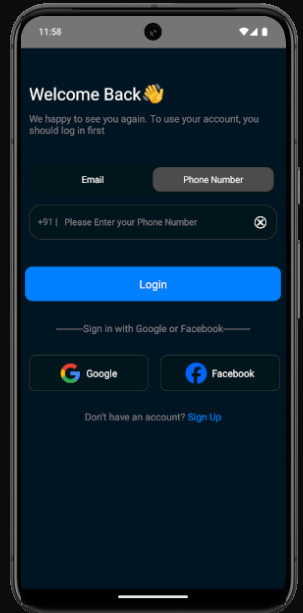 11:58
Welcome Back👋
We happy to see you again. To use your account, you
should log in first
Email
Phone Number
+91 | Please Enter your Phone Number
Login
---------Sign in with Google or Facebook---------
Google
Facebook
Don't have an account? Sign Up